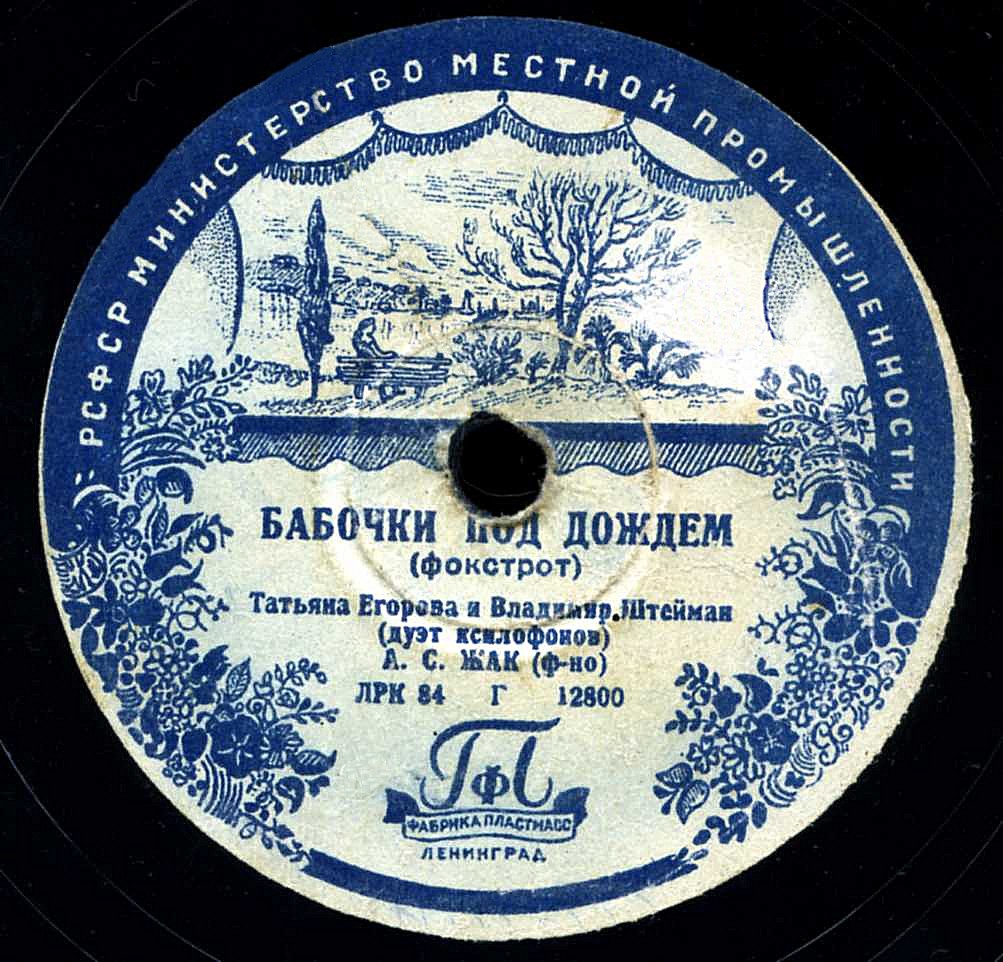 РСФСР МИНИСТЕРСТВО МЕСТНОЙ ПРОМЫШЛЕННОСТИ
БАБОЧКИ ПОД ДОЖДЕМ
(фокстрот)
Татьяна Егорова и Владимир Штейман
(дуэт ксилофонов)
А. С. ЖАК (ф-но)
ЛРК 84 Г 12800
ГфП
ФАБРИКА ПЛАСТМАСС
ЛЕНИНГРАД